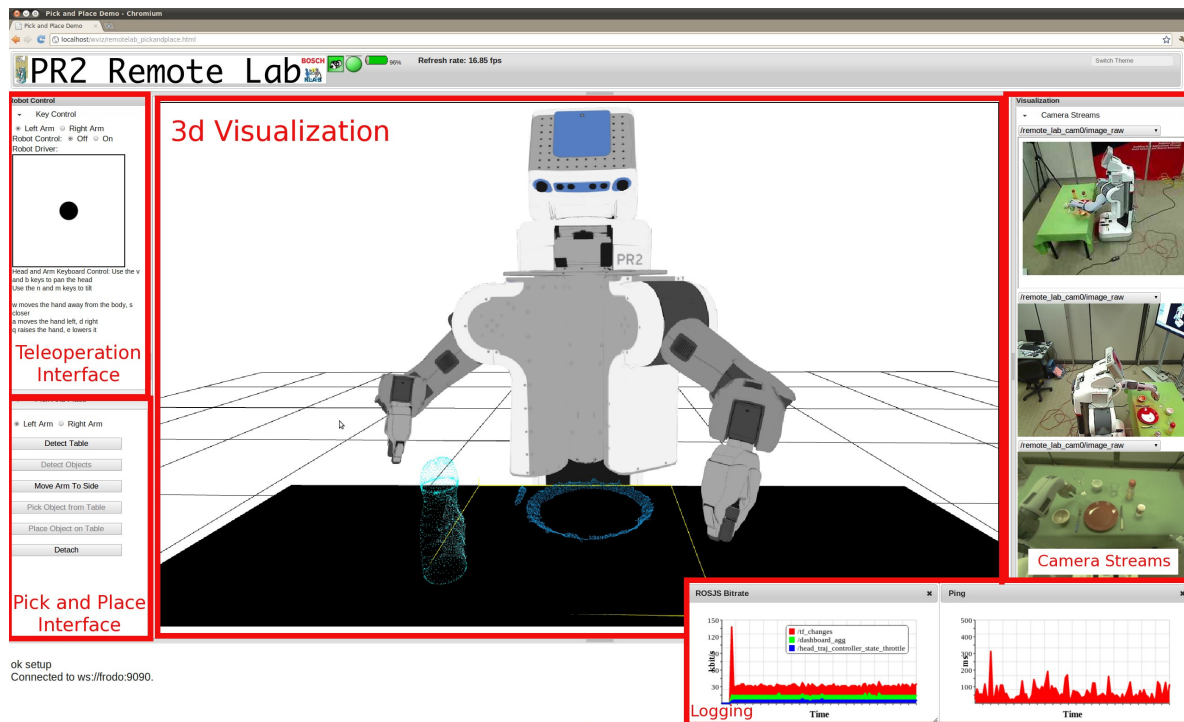 Pick and Place Demo - Chromium
Pick and Place Demo
localhost/wviz/remotelab_pickandplace.html
PR2 Remote Lab
BOSCH
96%
Refresh rate: 16.85 fps
Switch Theme
Robot Control
Key Control
Left Arm Right Arm
Robot Control: Off On
Robot Driver:
Head and Arm Keyboard Control: Use the v
and b keys to pan the head
Use the n and m keys to tilt
w moves the hand away from the body, s
closer
a moves the hand left, d right
q raises the hand, e lowers it
Teleoperation
Interface
Left Arm Right Arm
Detect Table
Detect Objects
Move Arm To Side
Pick Object from Table
Place Object on Table
Detach
Pick and Place
Interface
3d Visualization
PR2
Visualization
Camera Streams
/remote_lab_cam0/image_raw
/remote_lab_cam0/image_raw
/remote_lab_cam0/image_raw
Camera Streams
ROSJS Bitrate
150
120
30
kbit/s
/tf_changes
/dashboard_agg
/head_traj_controller_state_throttle
Time
Logging
Ping
500
400
300
200
100
ms
Time
ok setup
Connected to ws://frodo:9090.